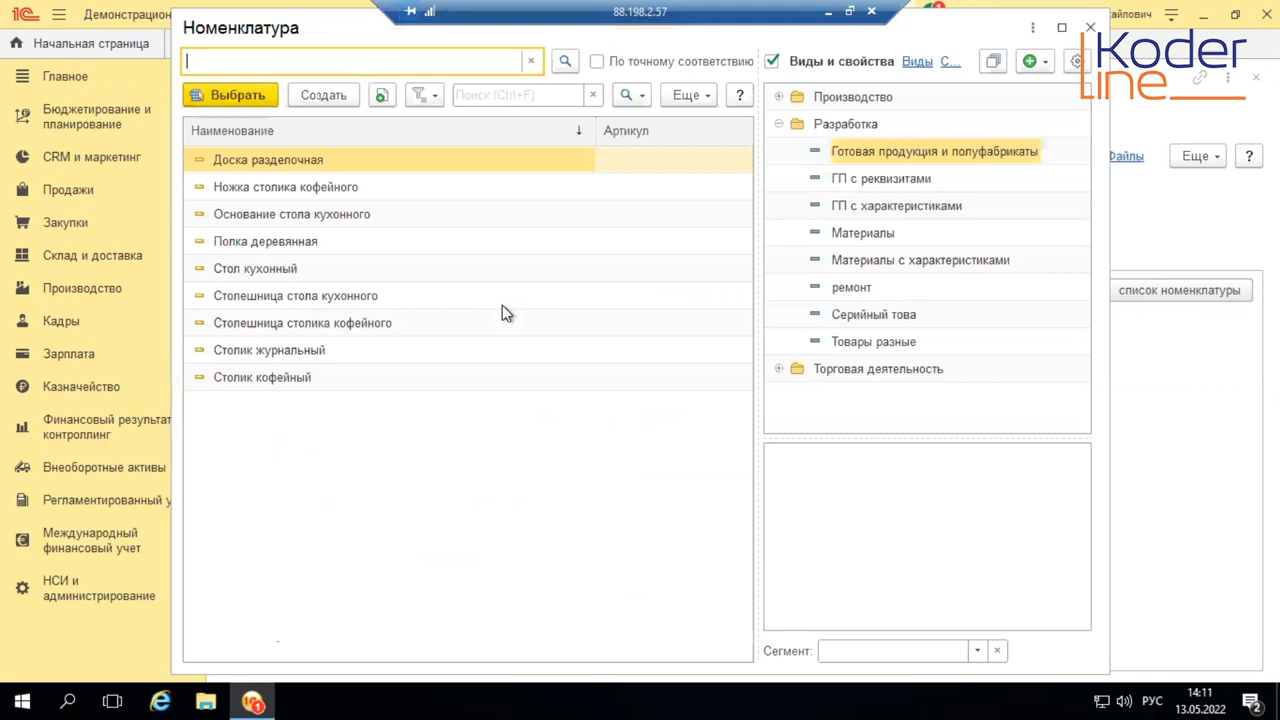 88.198.2.57
Демонстрацион
йлович
Начальная страница
Koder
line
Главное
Бюджетирование и
планирование
CRM и маркетинг
Продажи
Закупки
Склад и доставка
Производство
Кадры
Зарплата
Казначейство
Финансовый результат
контроллинг
Внеоборотные активы
Регламентированный у
Международный
финансовый учет
НСИ и
администрирование
Номенклатура
По точному соответствию
Выбрать
Создать
Поиск (Ctrl+F)
Еще
?
Наименование
Артикул
Доска разделочная
Ножка столика кофейного
Основание стола кухонного
Полка деревянная
Стол кухонный
Столешница стола кухонного
Столешница столика кофейного
Столик журнальный
Столик кофейный
Виды и свойства
Виды
С...
Производство
Разработка
Готовая продукция и полуфабрикаты
ГП с реквизитами
ГП с характеристиками
Материалы
Материалы с характеристиками
ремонт
Серийный това
Товары разные
Торговая деятельность
Сегмент:
Файлы
Еще
?
список номенклатуры
РУС
14:11
13.05.2022
1
2